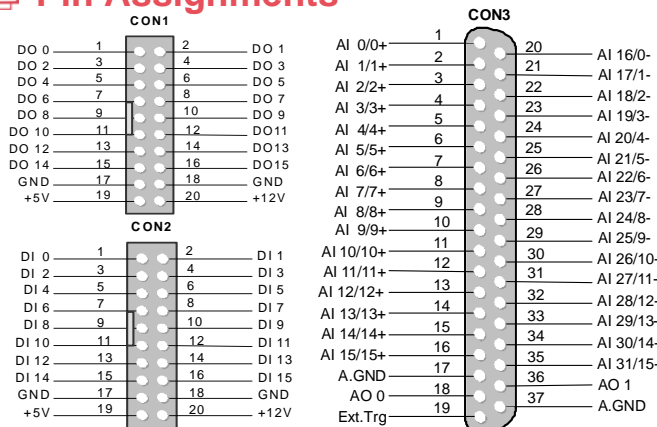 Pin Assignments
CON1
DO 0 1 2 DO 1
DO 2 3 4 DO 3
DO 4 5 6 DO 5
DO 6 7 8 DO 7
DO 8 9 10 DO 9
DO 10 11 12 DO11
DO 12 13 14 DO13
DO 14 15 16 DO15
GND 17 18 GND
+5V 19 20 +12V
CON2
DI 0 1 2 DI 1
DI 2 3 4 DI 3
DI 4 5 6 DI 5
DI 6 7 8 DI 7
DI 8 9 10 DI 9
DI 10 11 12 DI 11
DI 12 13 14 DI 13
DI 14 15 16 DI 15
GND 17 18 GND
+5V 19 20 +12V
CON3
AI 0/0+ 1 20 AI 16/0-
AI 1/1+ 2 21 AI 17/1-
AI 2/2+ 3 22 AI 18/2-
AI 3/3+ 4 23 AI 19/3-
AI 4/4+ 5 24 AI 20/4-
AI 5/5+ 6 25 AI 21/5-
AI 6/6+ 7 26 AI 22/6-
AI 7/7+ 8 27 AI 23/7-
AI 8/8+ 9 28 AI 24/8-
AI 9/9+ 10 29 AI 25/9-
AI 10/10+ 11 30 AI 26/10-
AI 11/11+ 12 31 AI 27/11-
AI 12/12+ 13 32 AI 28/12-
AI 13/13+ 14 33 AI 29/13-
AI 14/14+ 15 34 AI 30/14-
AI 15/15+ 16 35 AI 31/15-
A.GND 17 36 AO 1
AO 0 18 37 A.GND
Ext.Trg 19